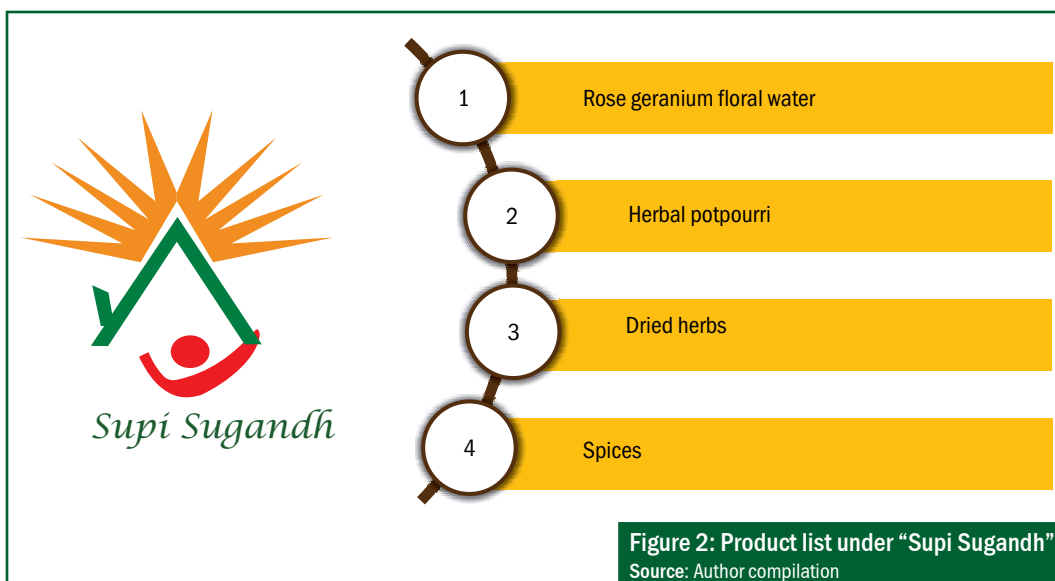 1
Rose geranium floral water
2
Herbal potpourri
3
Dried herbs
4
Spices
Supi Sugandh
Figure 2: Product list under “Supi Sugandh”
Source: Author compilation